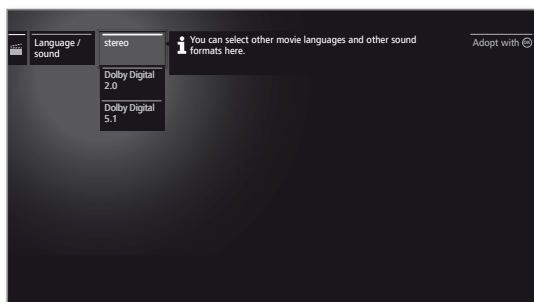 Language /
sound
stereo
You can select other movie languages and other sound
formats here.
Adopt with OK
Dolby Digital
2.0
Dolby Digital
5.1